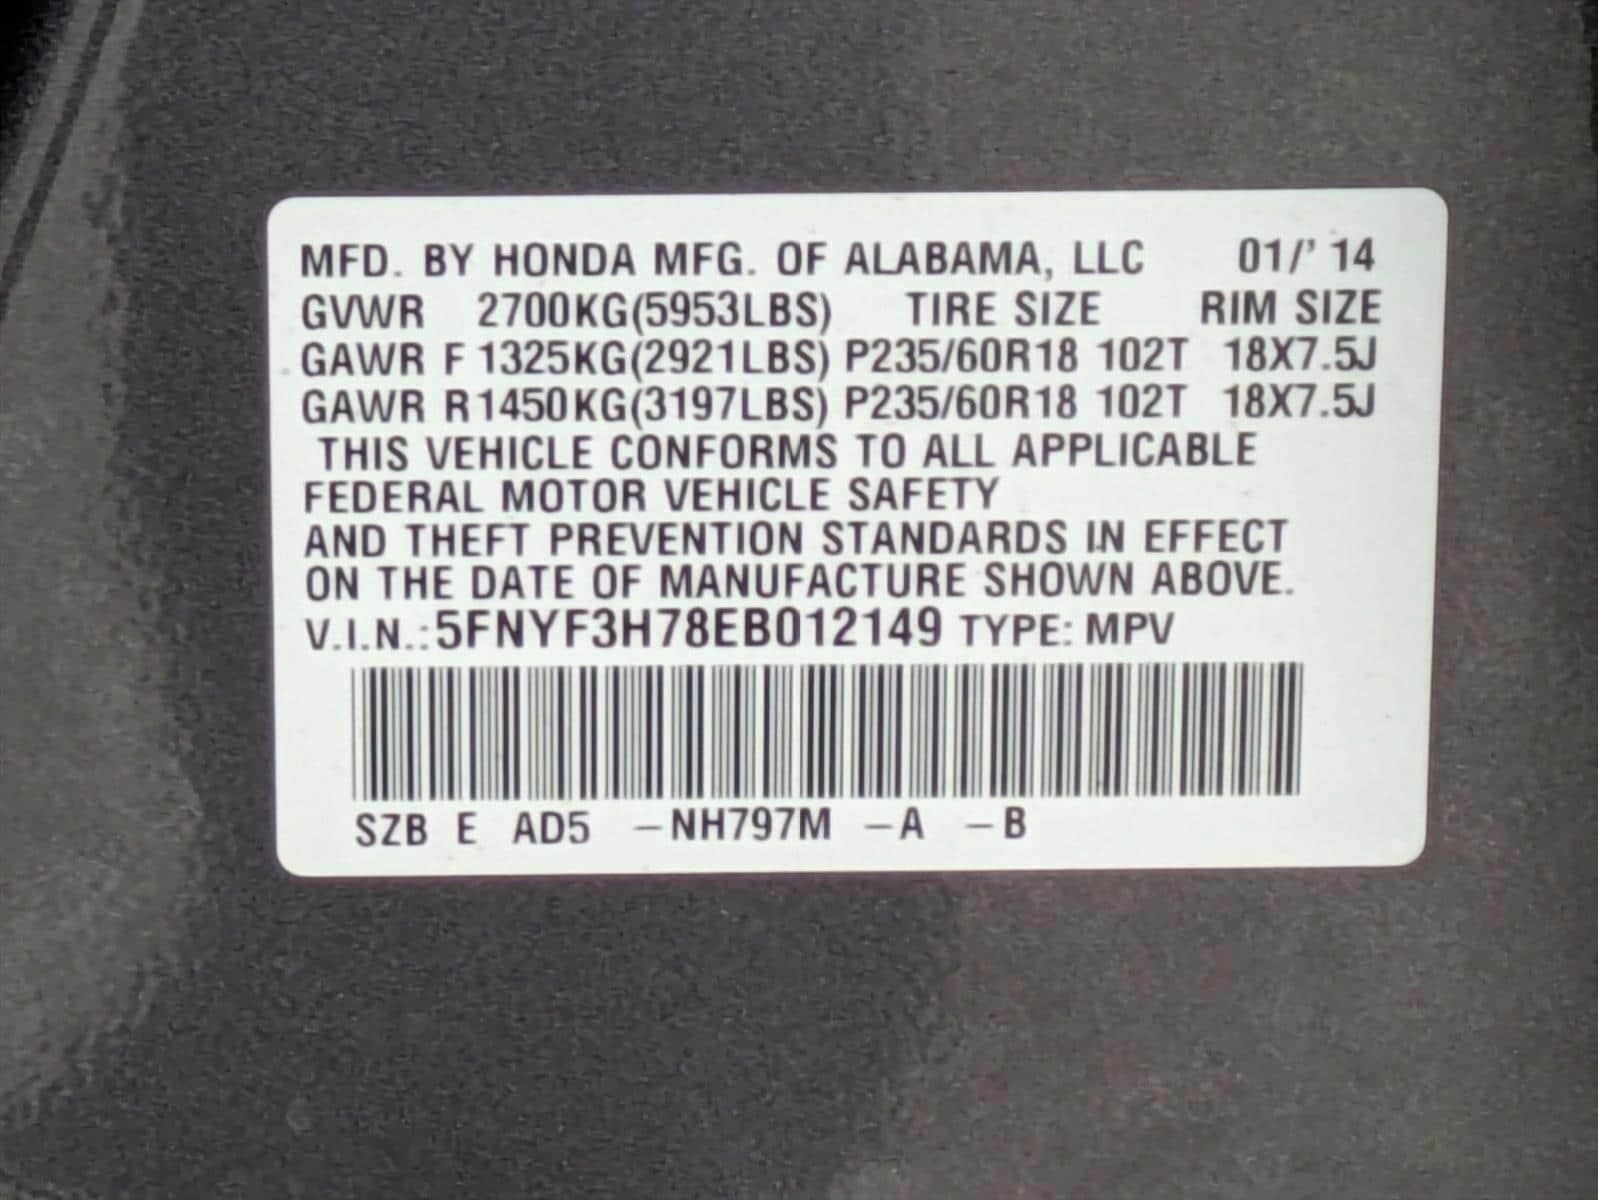 MFD. BY HONDA MFG. OF ALABAMA, LLC 01/' 14
GVWR 2700KG(5953LBS) TIRE SIZE RIM SIZE
GAWR F 1325KG(2921LBS) P235/60R18 102T 18X7.5J
GAWR R 1450KG(3197LBS) P235/60R18 102T 18X7.5J
THIS VEHICLE CONFORMS TO ALL APPLICABLE
FEDERAL MOTOR VEHICLE SAFETY
AND THEFT PREVENTION STANDARDS IN EFFECT
ON THE DATE OF MANUFACTURE SHOWN ABOVE.
V.I.N.: 5FNYF3H78EB012149 TYPE: MPV
SZB E AD5 –NH797M –A –B